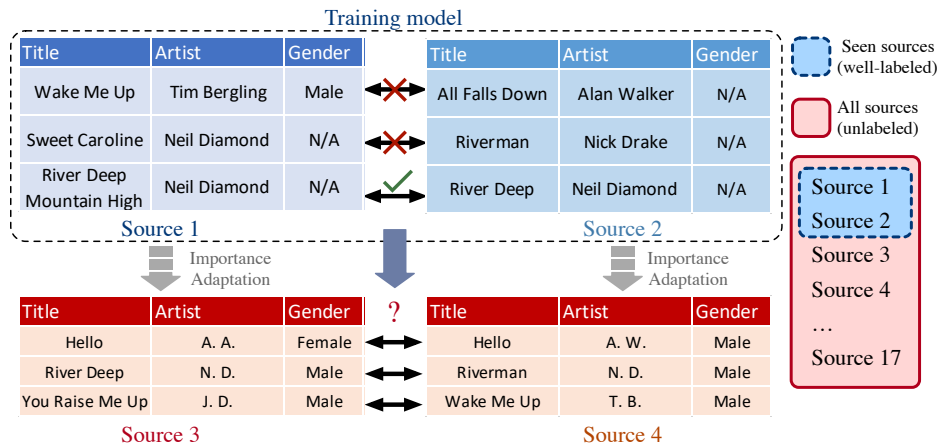 Training model
Title Artist Gender
Wake Me Up Tim Bergling Male
Sweet Caroline Neil Diamond N/A
River Deep
Mountain High Neil Diamond N/A
Source 1
Title Artist Gender
All Falls Down Alan Walker N/A
Riverman Nick Drake N/A
River Deep Neil Diamond N/A
Source 2
Importance
Adaptation
Importance
Adaptation
Title Artist Gender
Hello A. A. Female
River Deep N. D. Male
You Raise Me Up J. D. Male
Source 3
?
Title Artist Gender
Hello A. W. Male
Riverman N. D. Male
Wake Me Up T. B. Male
Source 4
Seen sources
(well-labeled)
All sources
(unlabeled)
Source 1
Source 2
Source 3
Source 4
...
Source 17